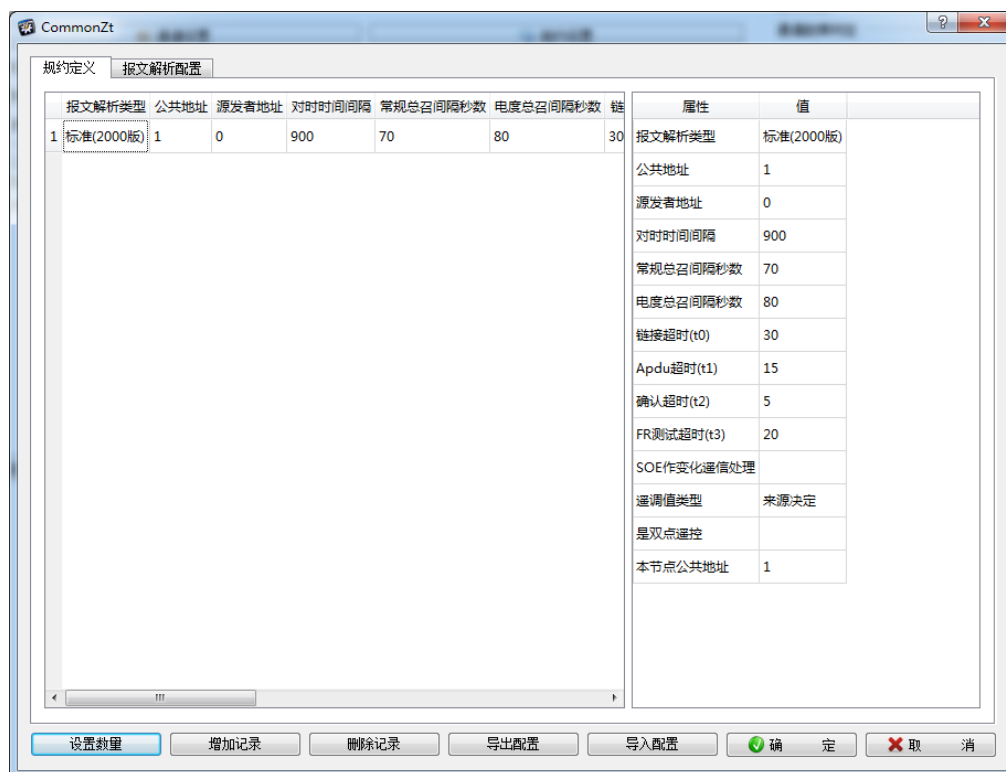 CommonZt
规约定义 报文解析配置
报文解析类型 公共地址 源发者地址 对时时间间隔 常规总召间隔秒数 电度总召间隔秒数 链
1 标准(2000版) 1 0 900 70 80 30
属性 值
报文解析类型 标准(2000版)
公共地址 1
源发者地址 0
对时时间间隔 900
常规总召间隔秒数 70
电度总召间隔秒数 80
链接超时(t0) 30
Apdu超时(t1) 15
确认超时(t2) 5
FR测试超时(t3) 20
SOE作变化遥信处理
遥调值类型 来源决定
是双点遥控
本节点公共地址 1
设置数量 增加记录 删除记录 导出配置 导入配置 确 定 取 消